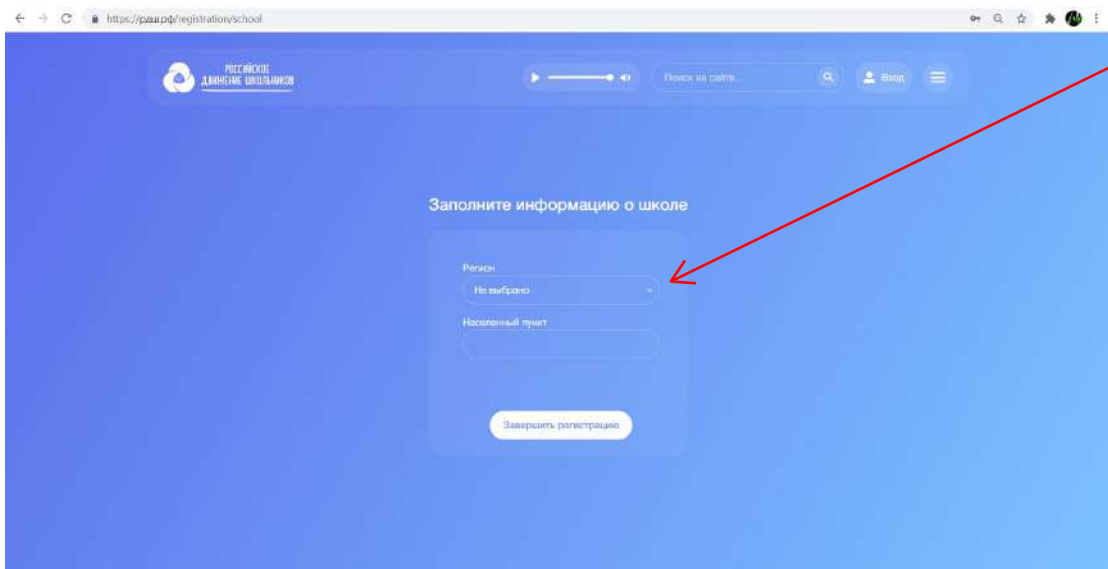 https://рдш.рф/registration/school
РОССИЙСКОЕ
ДВИЖЕНИЕ ШКОЛЬНИКОВ
Поиск на сайте...
Вход
Заполните информацию о школе
Регион
Не выбрано
Населенный пункт
Завершить регистрацию